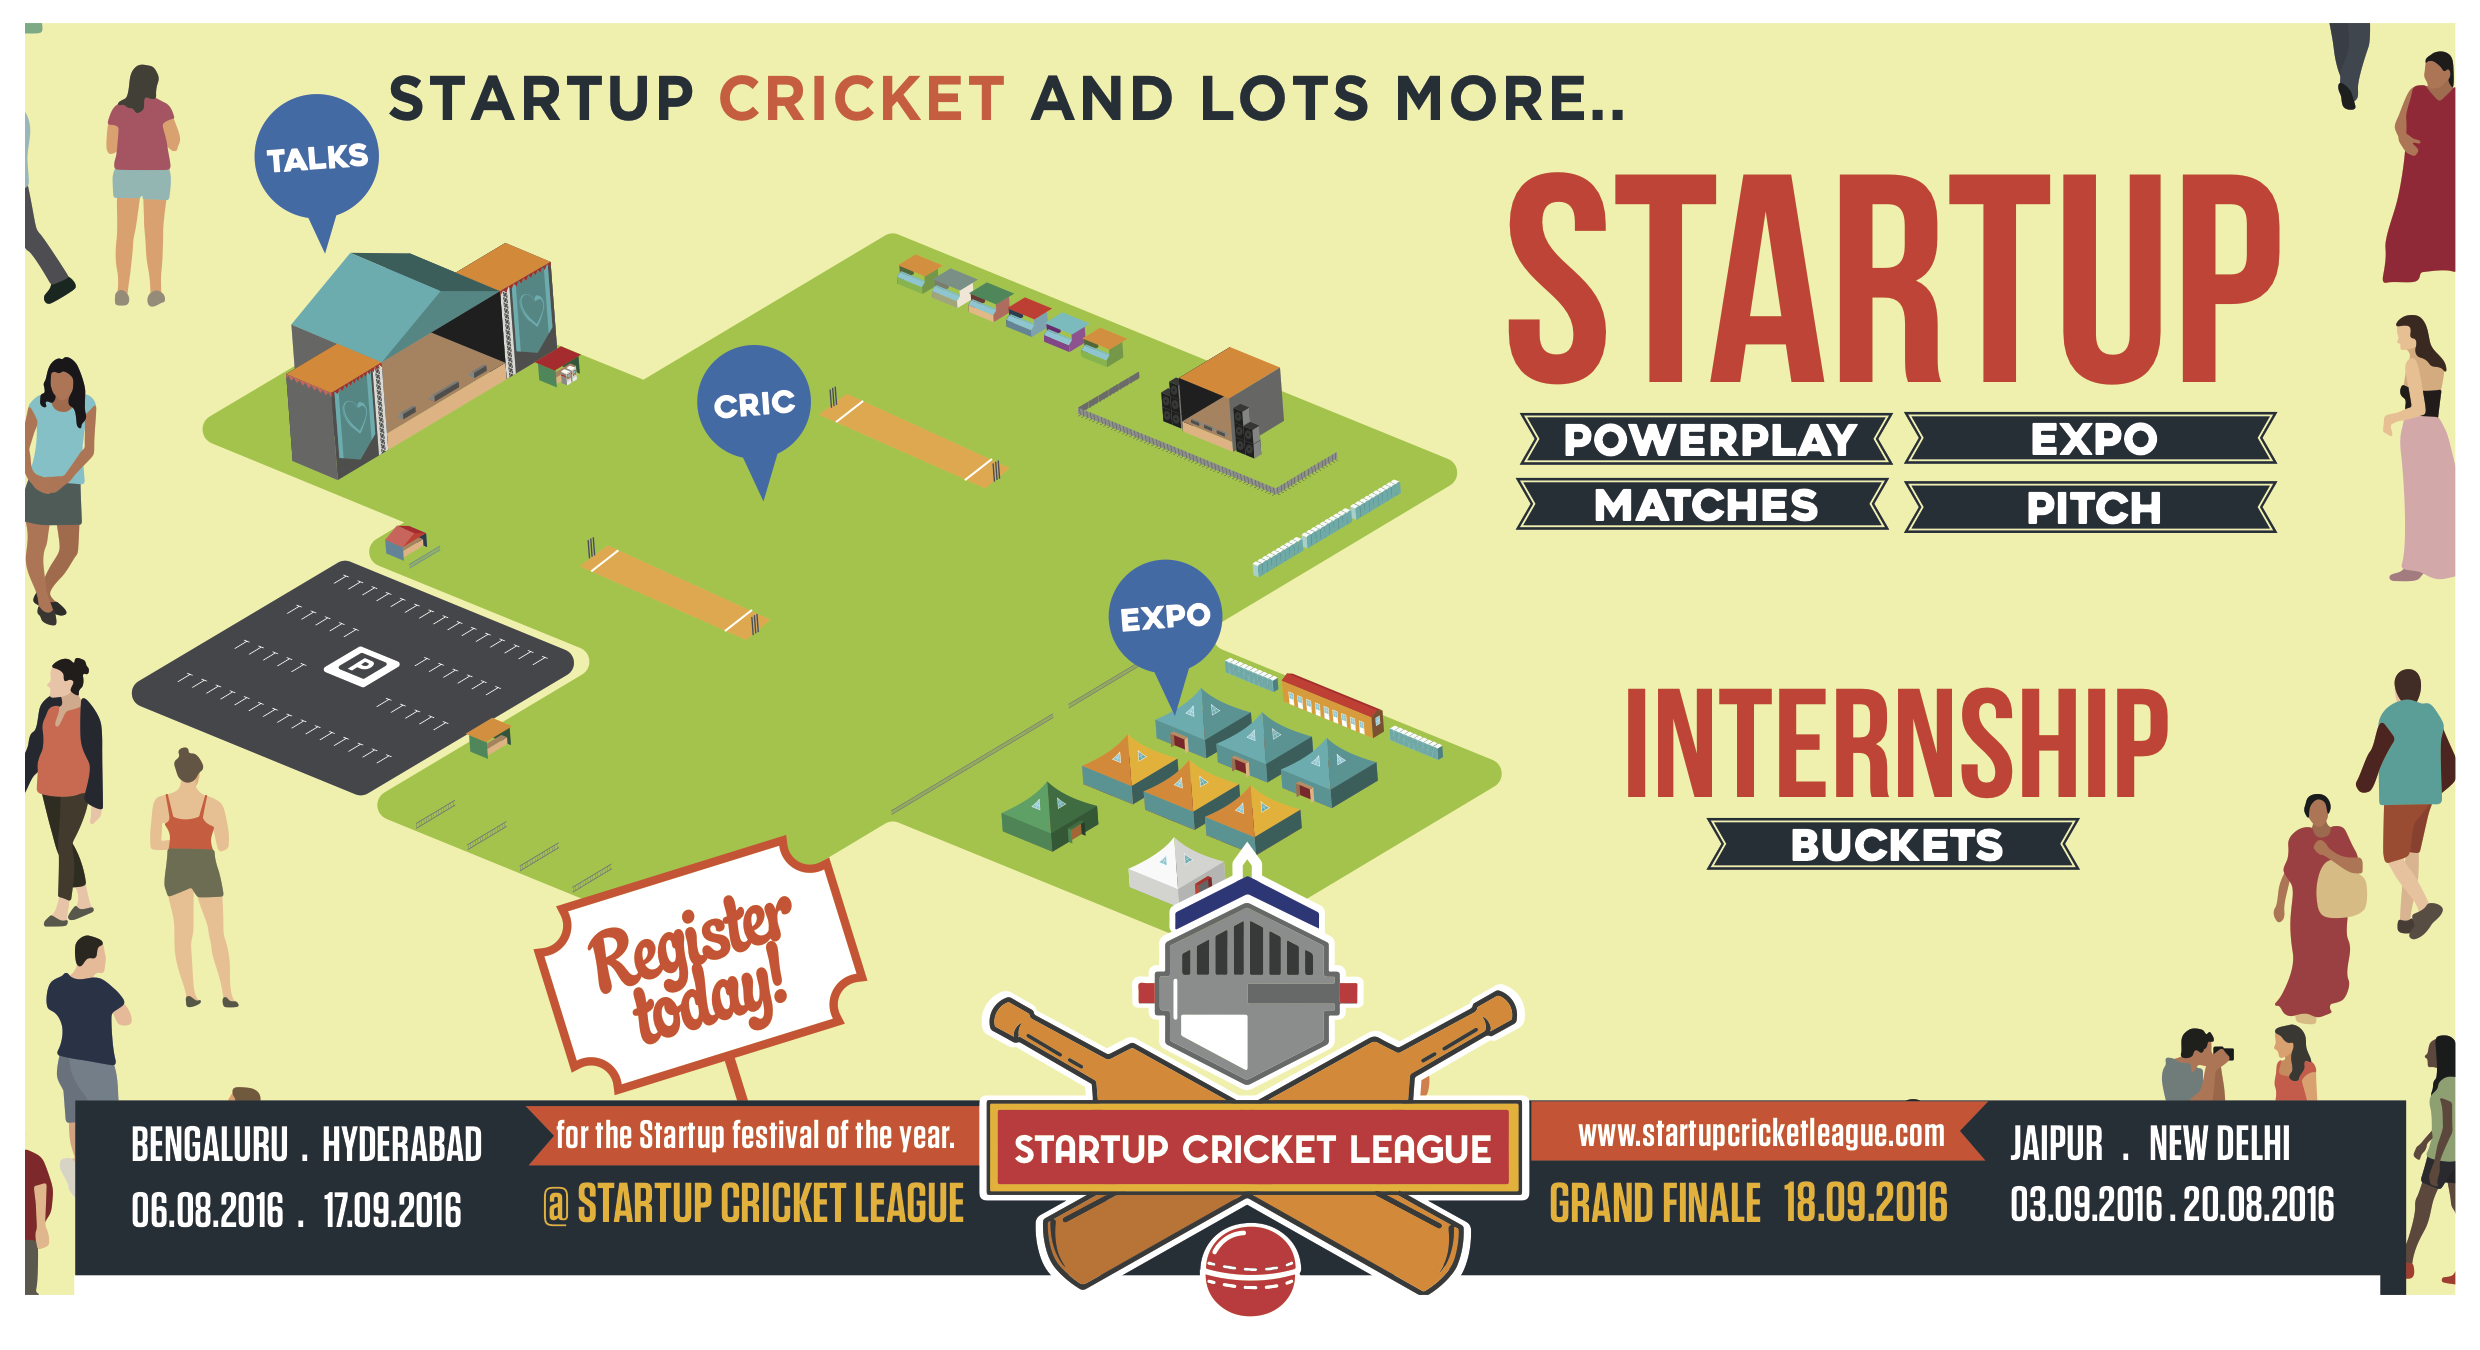 STARTUP CRICKET AND LOTS MORE..
TALKS
CRIC
EXPO
P
STARTUP
POWERPLAY
EXPO
MATCHES
PITCH
INTERNSHIP
BUCKETS
Register
today!
for the Startup festival of the year.
@ STARTUP CRICKET LEAGUE
BENGALURU . HYDERABAD
06.08.2016 . 17.09.2016
STARTUP CRICKET LEAGUE
www.startupcricketleague.com
GRAND FINALE 18.09.2016
JAIPUR . NEW DELHI
03.09.2016 . 20.08.2016